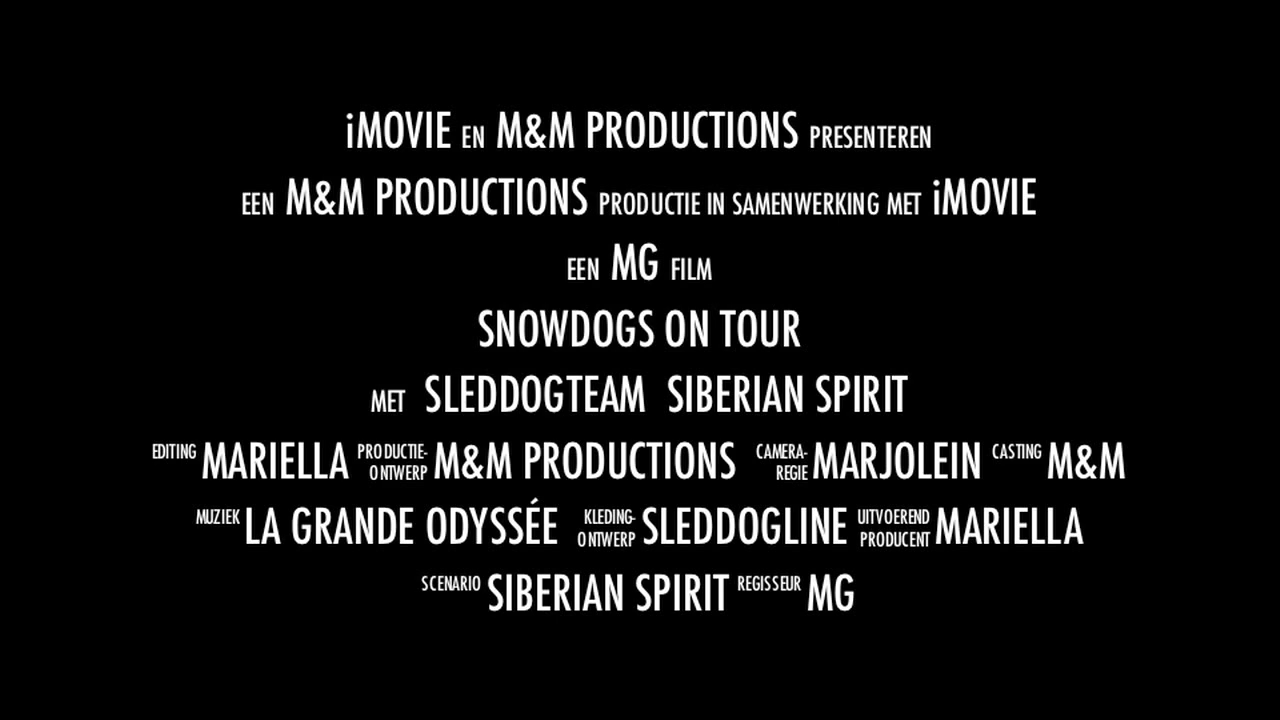 iMOVIE EN M&M PRODUCTIONS PRESENTEREN
EEN M&M PRODUCTIONS PRODUCTIE IN SAMENWERKING MET iMOVIE
EEN MG FILM
SNOWDOGS ON TOUR
MET SLEDDOGTEAM SIBERIAN SPIRIT
EDITING MARIELLA PRODUCTIE-ONTWERP M&M PRODUCTIONS CAMERA-REGIE MARJOLEIN CASTING M&M
MUZIEK LA GRANDE ODYSSÉE KLEDING-ONTWERP SLEDDOGLINE UITVOEREND PRODUCENT MARIELLA
SCENARIO SIBERIAN SPIRIT REGISSEUR MG